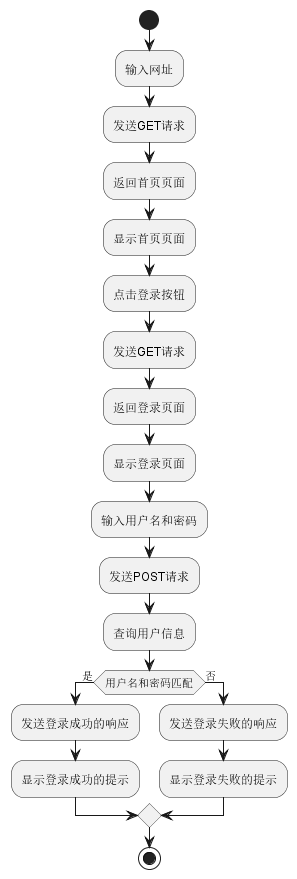 输入网址
发送GET请求
返回首页页面
显示首页页面
点击登录按钮
发送GET请求
返回登录页面
显示登录页面
输入用户名和密码
发送POST请求
查询用户信息
是
用户名和密码匹配
否
发送登录成功的响应
发送登录失败的响应
显示登录成功的提示
显示登录失败的提示